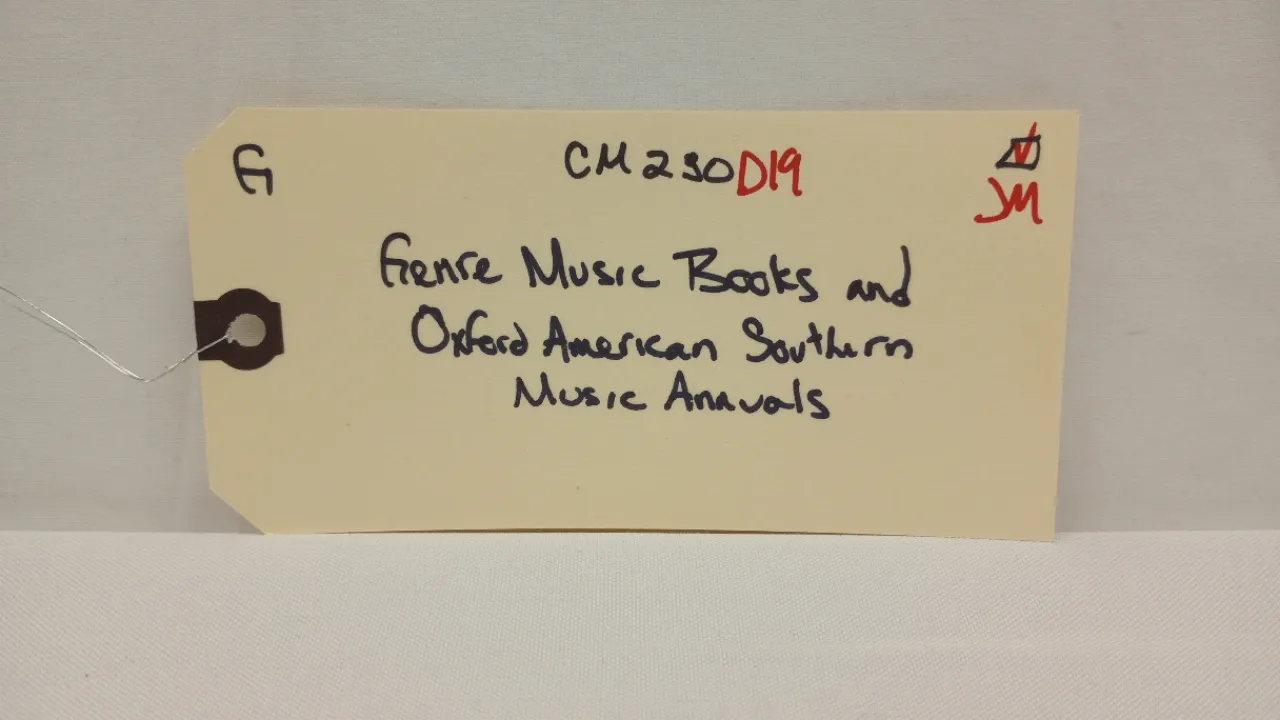 G
CM230D19
JM
Genre Music Books and
Oxford American Southern
Music Annuals